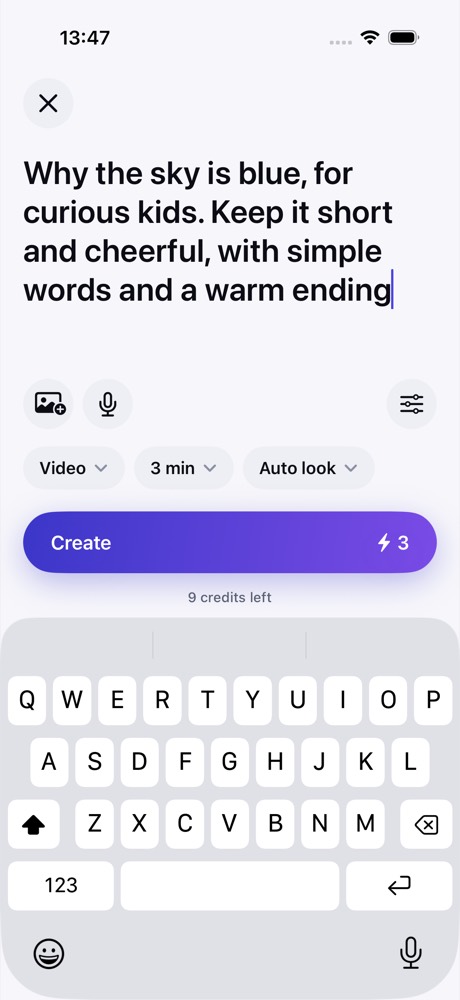 13:47
Why the sky is blue, for
curious kids. Keep it short
and cheerful, with simple
words and a warm ending
Video
3 min
Auto look
Create
3
9 credits left
Q W E R T Y U I O P
A S D F G H J K L
Z X C V B N M
123